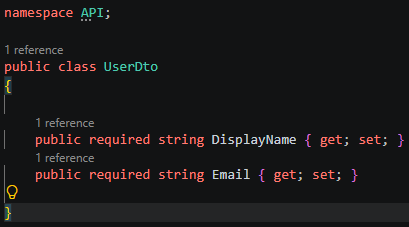 namespace API;
1 reference
public class UserDto
{
1 reference
public required string DisplayName { get; set; }
1 reference
public required string Email { get; set; }
}